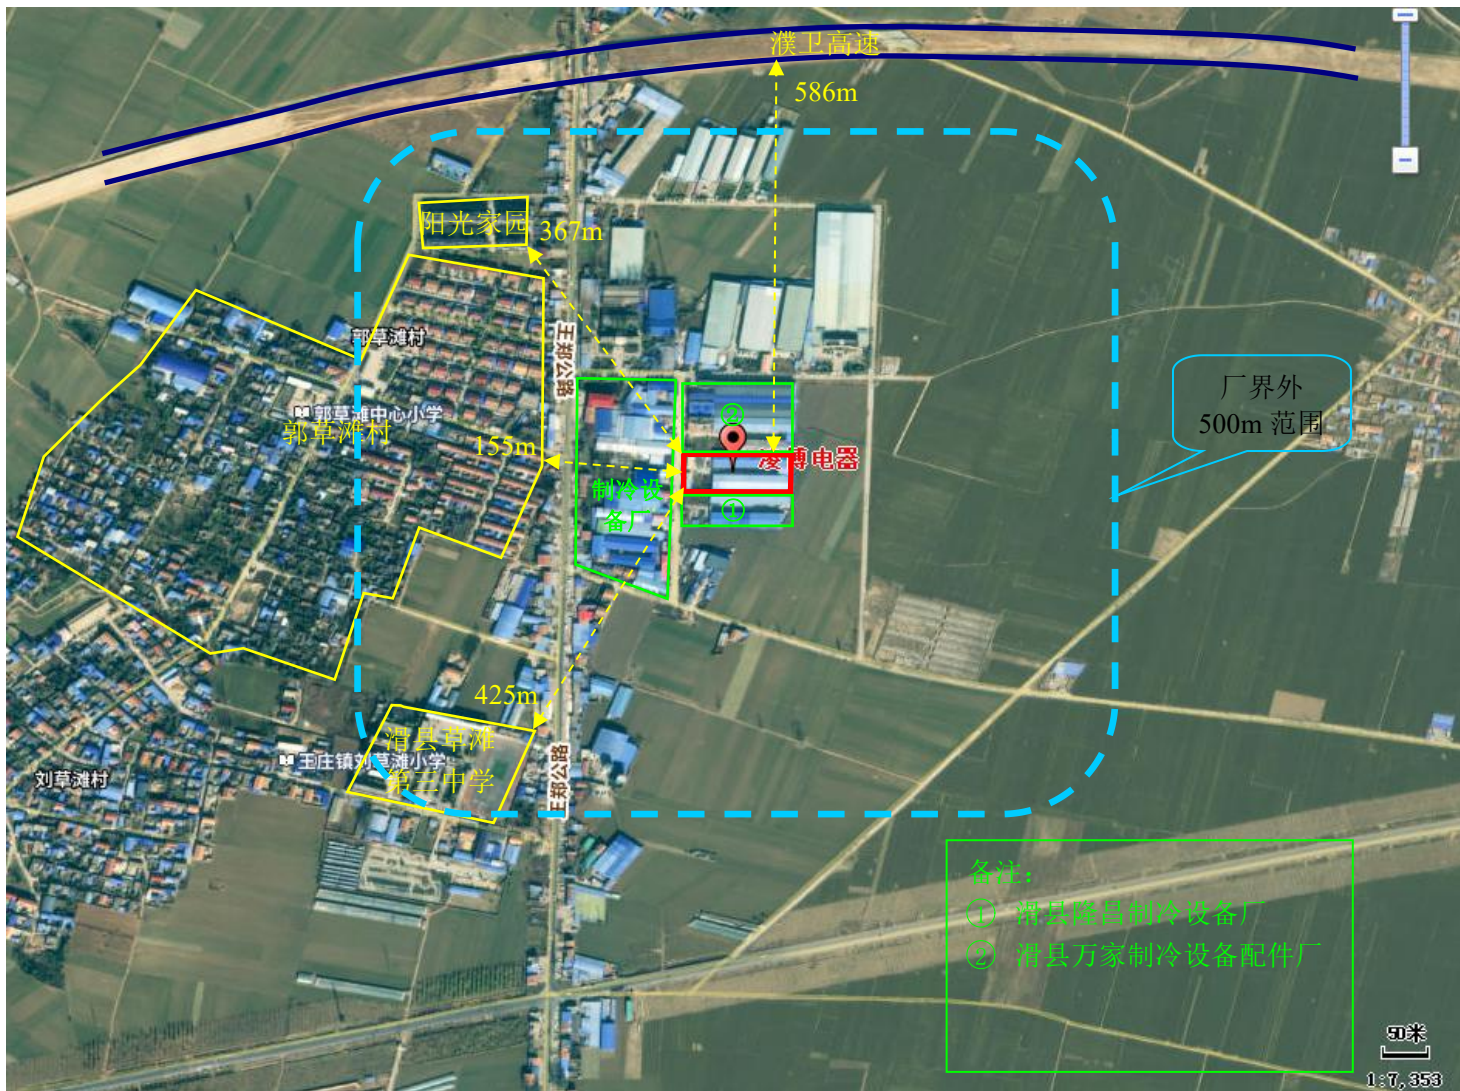 濮卫高速
586m
阳光家园
367m
王郑公路
郭草滩村
郭草滩中心小学
郭草滩村
155m
厂界外
500m 范围
②
凌博电器
制冷设
备厂
①
425m
滑县草滩
王庄镇刘草滩小学
第三中学
刘草滩村
王郑公路
备注：
① 滑县隆昌制冷设备厂
② 滑县万家制冷设备配件厂
50米
1:7,353